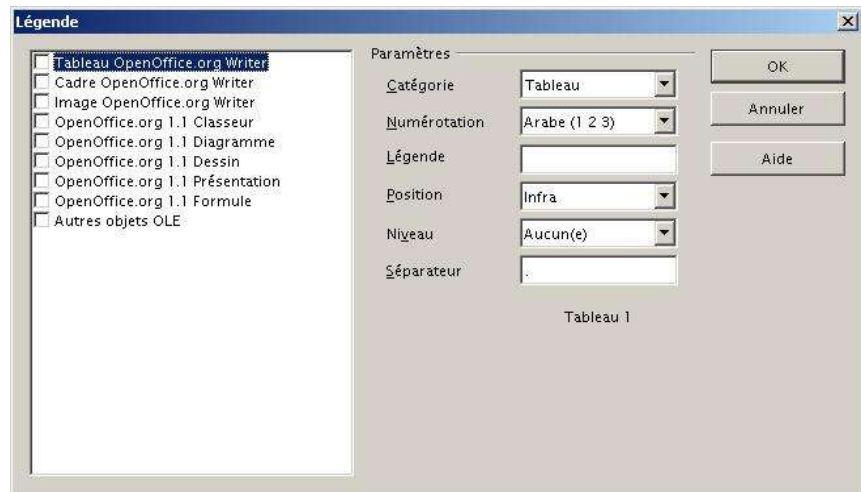 Légende
Tableau OpenOffice.org Writer
Cadre OpenOffice.org Writer
Image OpenOffice.org Writer
OpenOffice.org 1.1 Classeur
OpenOffice.org 1.1 Diagramme
OpenOffice.org 1.1 Dessin
OpenOffice.org 1.1 Présentation
OpenOffice.org 1.1 Formule
Autres objets OLE
Paramètres
Catégorie Tableau
Numérotation Arabe (1 2 3)
Légende
Position Infra
Niveau Aucun(e)
Séparateur .
Tableau 1
OK
Annuler
Aide